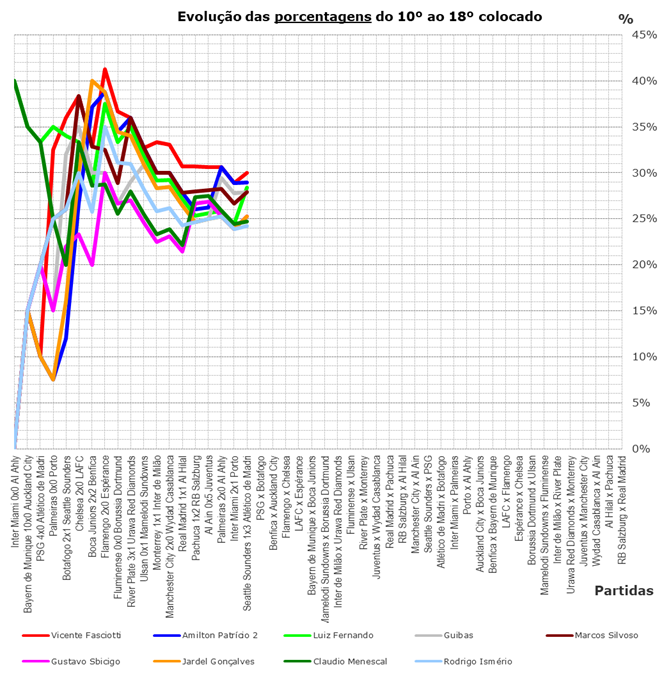 Evolução das porcentagens do 10º ao 18º colocado
%
45%
40%
35%
30%
25%
20%
15%
10%
5%
0%
Inter Miami 0x0 Al Ahly
Bayern de Munique 10x0 Auckland City
PSG 4x0 Atlético de Madri
Palmeiras 0x0 Porto
Botafogo 2x1 Seattle Sounders
Chelsea 2x0 LAFC
Boca Juniors 2x2 Benfica
Flamengo 2x0 Espérance
Fluminense 0x0 Borussia Dortmund
River Plate 3x1 Urawa Red Diamonds
Ulsan 0x1 Mamelodi Sundowns
Monterrey 1x1 Inter de Milão
Manchester City 2x0 Wydad Casablanca
Real Madrid 1x1 Al Hilal
Pachuca 1x2 RB Salzburg
Al Ain 0x5 Juventus
Palmeiras 2x0 Al Ahly
Inter Miami 2x1 Porto
Seattle Sounders 1x3 Atlético de Madri
PSG x Botafogo
Benfica x Auckland City
Flamengo x Chelsea
LAFC x Espérance
Bayern de Munique x Boca Juniors
Mamelodi Sundowns x Borussia Dortmund
Inter de Milão x Urawa Red Diamonds
Fluminense x Ulsan
River Plate x Monterrey
Juventus x Wydad Casablanca
Real Madrid x Pachuca
RB Salzburg x Al Hilal
Manchester City x Al Ain
Seattle Sounders x PSG
Atlético de Madri x Botafogo
Inter Miami x Palmeiras
Porto x Al Ahly
Auckland City x Boca Juniors
Benfica x Bayern de Munique
LAFC x Flamengo
Espérance x Chelsea
Borussia Dortmund x Ulsan
Mamelodi Sundowns x Fluminense
Inter de Milão x River Plate
Urawa Red Diamonds x Monterrey
Juventus x Manchester City
Wydad Casablanca x Al Ain
Al Hilal x Pachuca
RB Salzburg x Real Madrid
Partidas
Vicente Fasciotti
Amilton Patrício 2
Luiz Fernando
Guibas
Marcos Silvoso
Gustavo Sbicigo
Jardel Gonçalves
Claudio Menescal
Rodrigo Ismério